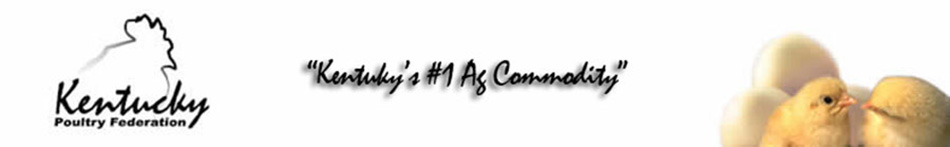 Kentucky
Poultry Federation
"Kentuky's #1 Ag Commodity"